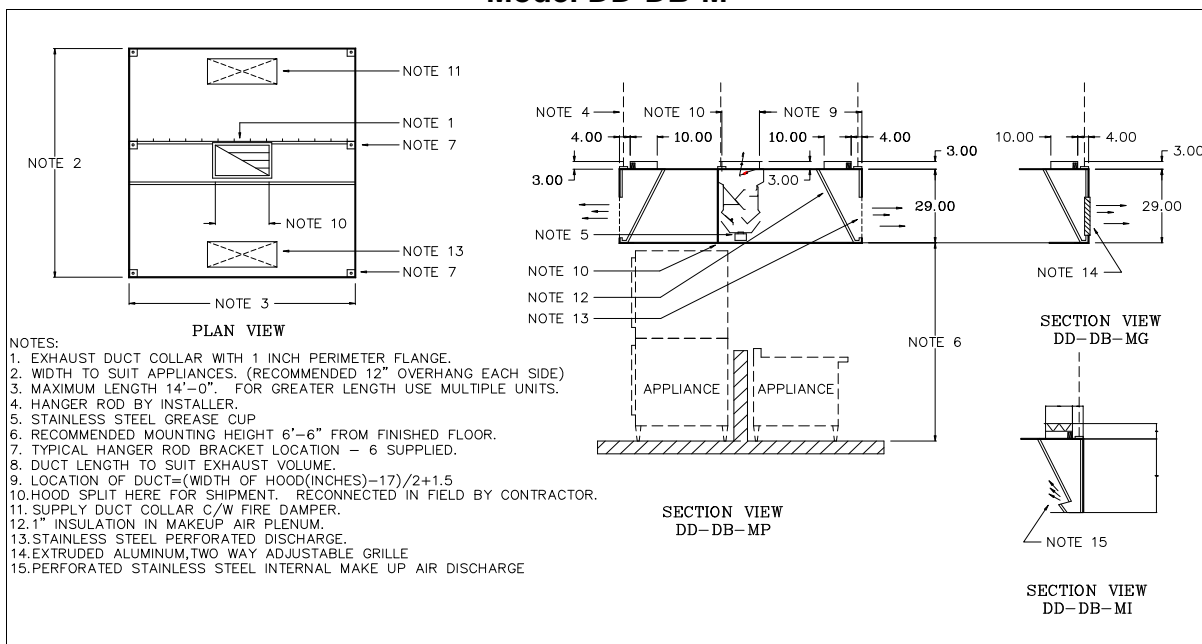 Model DD-DB-M
NOTE 11
NOTE 1
NOTE 7
NOTE 2
NOTE 10
NOTE 13
NOTE 7
NOTE 3
PLAN VIEW
NOTE 4
NOTE 10
NOTE 9
4.00
10.00
10.00
4.00
3.00
3.00
3.00
29.00
NOTE 5
NOTE 10
NOTE 12
NOTE 13
NOTE 6
APPLIANCE
APPLIANCE
SECTION VIEW
DD-DB-MP
10.00
4.00
3.00
29.00
NOTE 14
SECTION VIEW
DD-DB-MG
NOTE 15
SECTION VIEW
DD-DB-MI
NOTES:
1. EXHAUST DUCT COLLAR WITH 1 INCH PERIMETER FLANGE.
2. WIDTH TO SUIT APPLIANCES. (RECOMMENDED 12" OVERHANG EACH SIDE)
3. MAXIMUM LENGTH 14'-0". FOR GREATER LENGTH USE MULTIPLE UNITS.
4. HANGER ROD BY INSTALLER.
5. STAINLESS STEEL GREASE CUP
6. RECOMMENDED MOUNTING HEIGHT 6'-6" FROM FINISHED FLOOR.
7. TYPICAL HANGER ROD BRACKET LOCATION - 6 SUPPLIED.
8. DUCT LENGTH TO SUIT EXHAUST VOLUME.
9. LOCATION OF DUCT=(WIDTH OF HOOD(INCHES)-17)/2+1.5
10.HOOD SPLIT HERE FOR SHIPMENT. RECONNECTED IN FIELD BY CONTRACTOR.
11. SUPPLY DUCT COLLAR C/W FIRE DAMPER.
12.1" INSULATION IN MAKEUP AIR PLENUM.
13.STAINLESS STEEL PERFORATED DISCHARGE.
14.EXTRUDED ALUMINUM,TWO WAY ADJUSTABLE GRILLE
15.PERFORATED STAINLESS STEEL INTERNAL MAKE UP AIR DISCHARGE